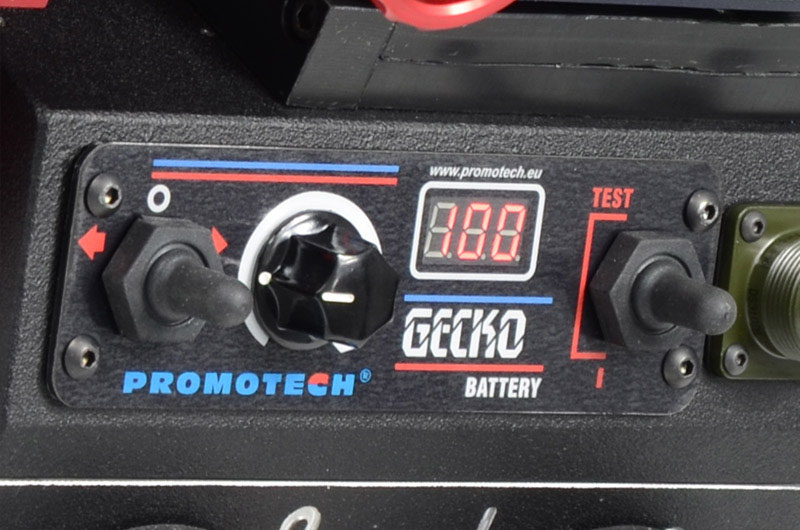 www.promotech.eu
O
100
TEST
GECKO
I
PROMOTECH®
BATTERY